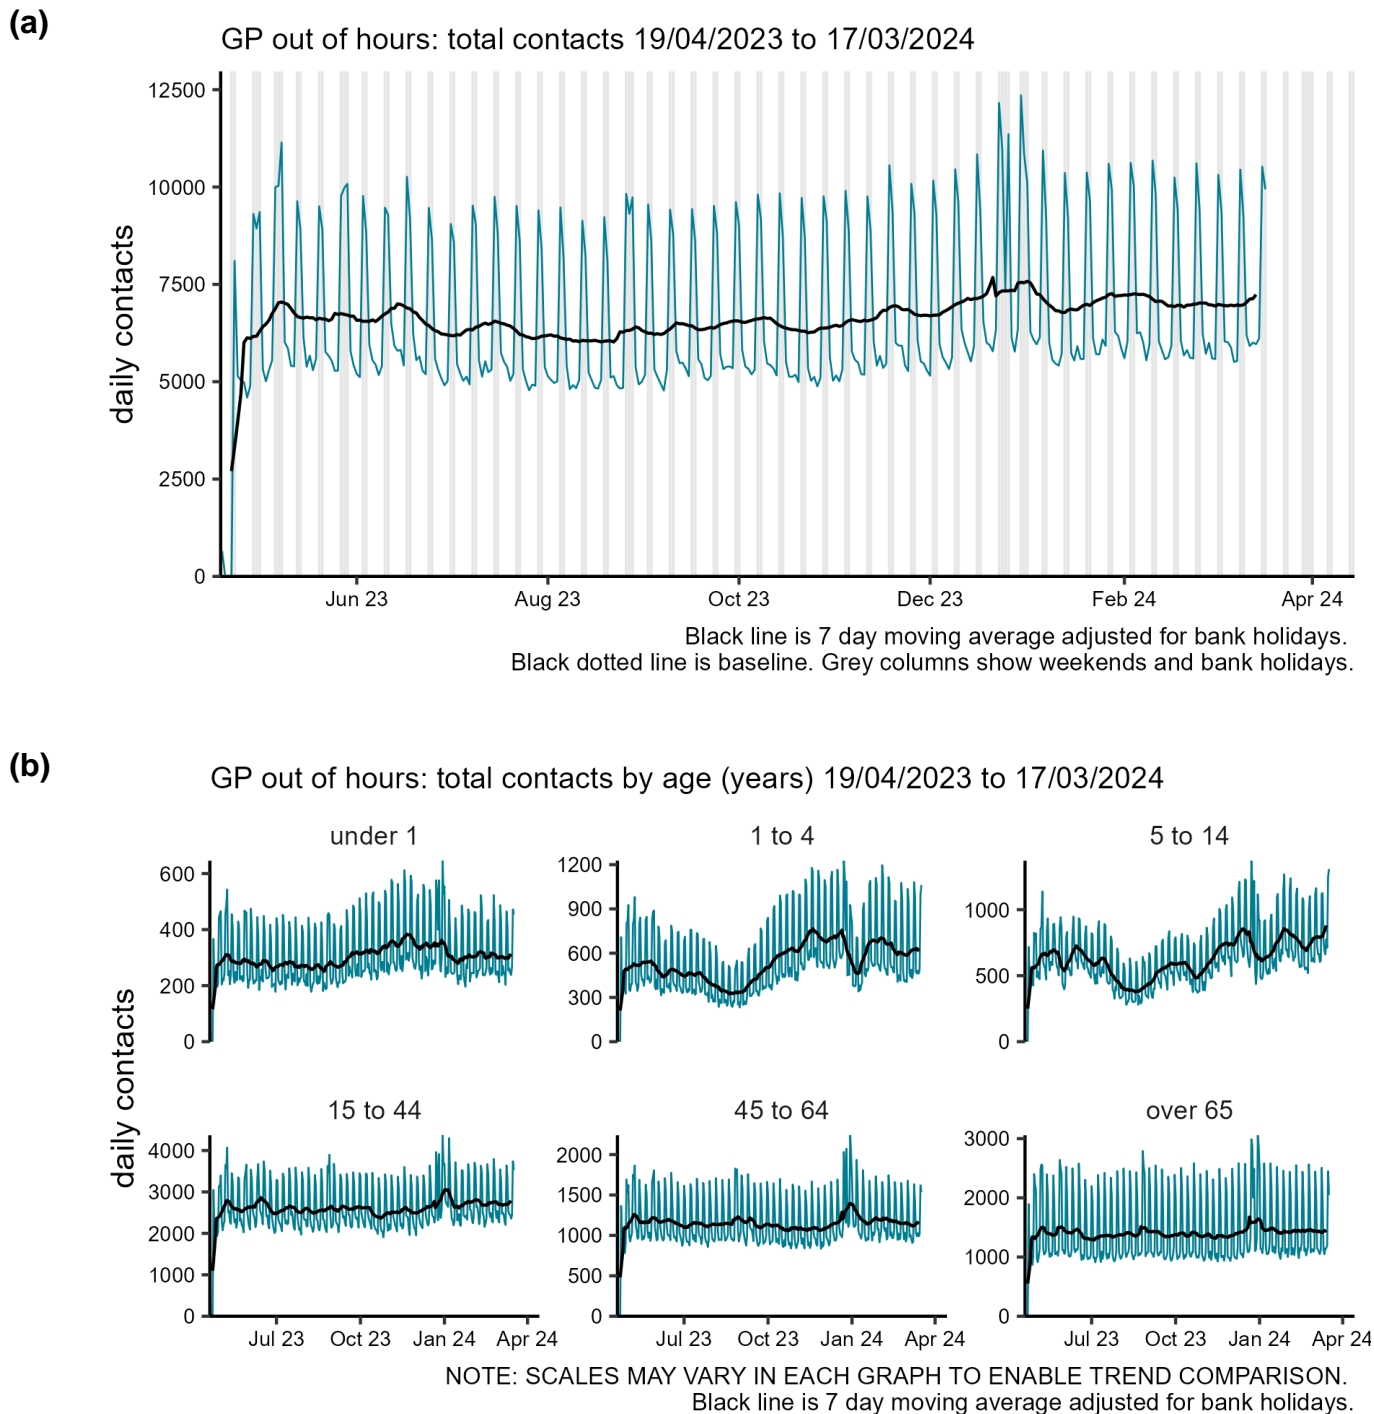 (a)
GP out of hours: total contacts 19/04/2023 to 17/03/2024
daily contacts
12500
10000
7500
5000
2500
0
Jun 23 Aug 23 Oct 23 Dec 23 Feb 24 Apr 24
Black line is 7 day moving average adjusted for bank holidays.
Black dotted line is baseline. Grey columns show weekends and bank holidays.
(b)
GP out of hours: total contacts by age (years) 19/04/2023 to 17/03/2024
daily contacts
under 1
600
400
200
0
1 to 4
1200
900
600
300
0
5 to 14
1000
500
0
15 to 44
4000
3000
2000
1000
0
Jul 23 Oct 23 Jan 24 Apr 24
45 to 64
2000
1500
1000
500
0
Jul 23 Oct 23 Jan 24 Apr 24
over 65
3000
2000
1000
0
Jul 23 Oct 23 Jan 24 Apr 24
NOTE: SCALES MAY VARY IN EACH GRAPH TO ENABLE TREND COMPARISON.
Black line is 7 day moving average adjusted for bank holidays.